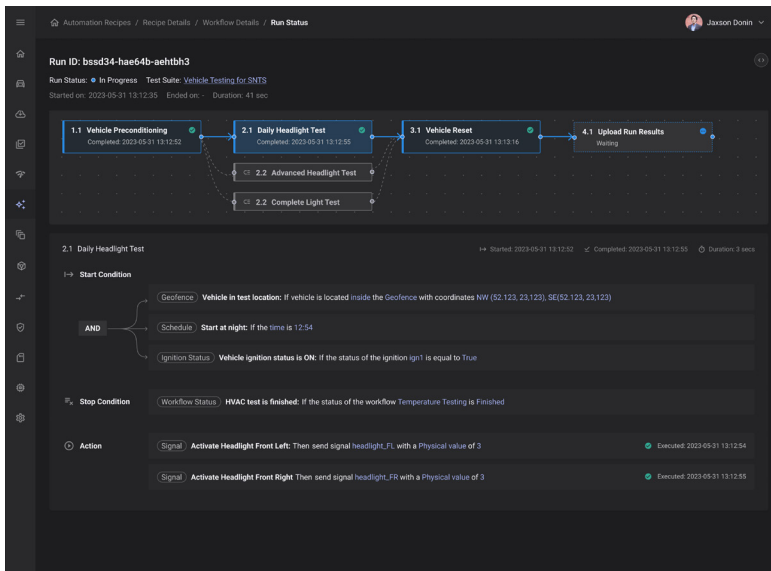 Automation Recipes / Recipe Details / Workflow Details / Run Status
Jaxson Donin
Run ID: bssd34-hae64b-aehtbh3
Run Status: In Progress Test Suite: Vehicle Testing for SNTS
Started on: 2023-05-31 13:12:35 Ended on: - Duration: 41 sec
1.1 Vehicle Preconditioning
Completed: 2023-05-31 13:12:52
2.1 Daily Headlight Test
Completed: 2023-05-31 13:12:55
3.1 Vehicle Reset
Completed: 2023-05-31 13:13:16
4.1 Upload Run Results
Waiting
CE 2.2 Advanced Headlight Test
CE 2.2 Complete Light Test
2.1 Daily Headlight Test
Started: 2023-05-31 13:12:52 Completed: 2023-05-31 13:12:55 Duration: 3 secs
Start Condition
AND
Geofence Vehicle in test location: If vehicle is located inside the Geofence with coordinates NW (52.123, 23,123), SE(52.123, 23,123)
Schedule Start at night: If the time is 12:54
Ignition Status Vehicle ignition status is ON: If the status of the ignition ign1 is equal to True
Stop Condition
Workflow Status HVAC test is finished: If the status of the workflow Temperature Testing is Finished
Action
Signal Activate Headlight Front Left: Then send signal headlight_FL with a Physical value of 3
Executed: 2023-05-31 13:12:54
Signal Activate Headlight Front Right Then send signal headlight_FR with a Physical value of 3
Executed: 2023-05-31 13:12:55